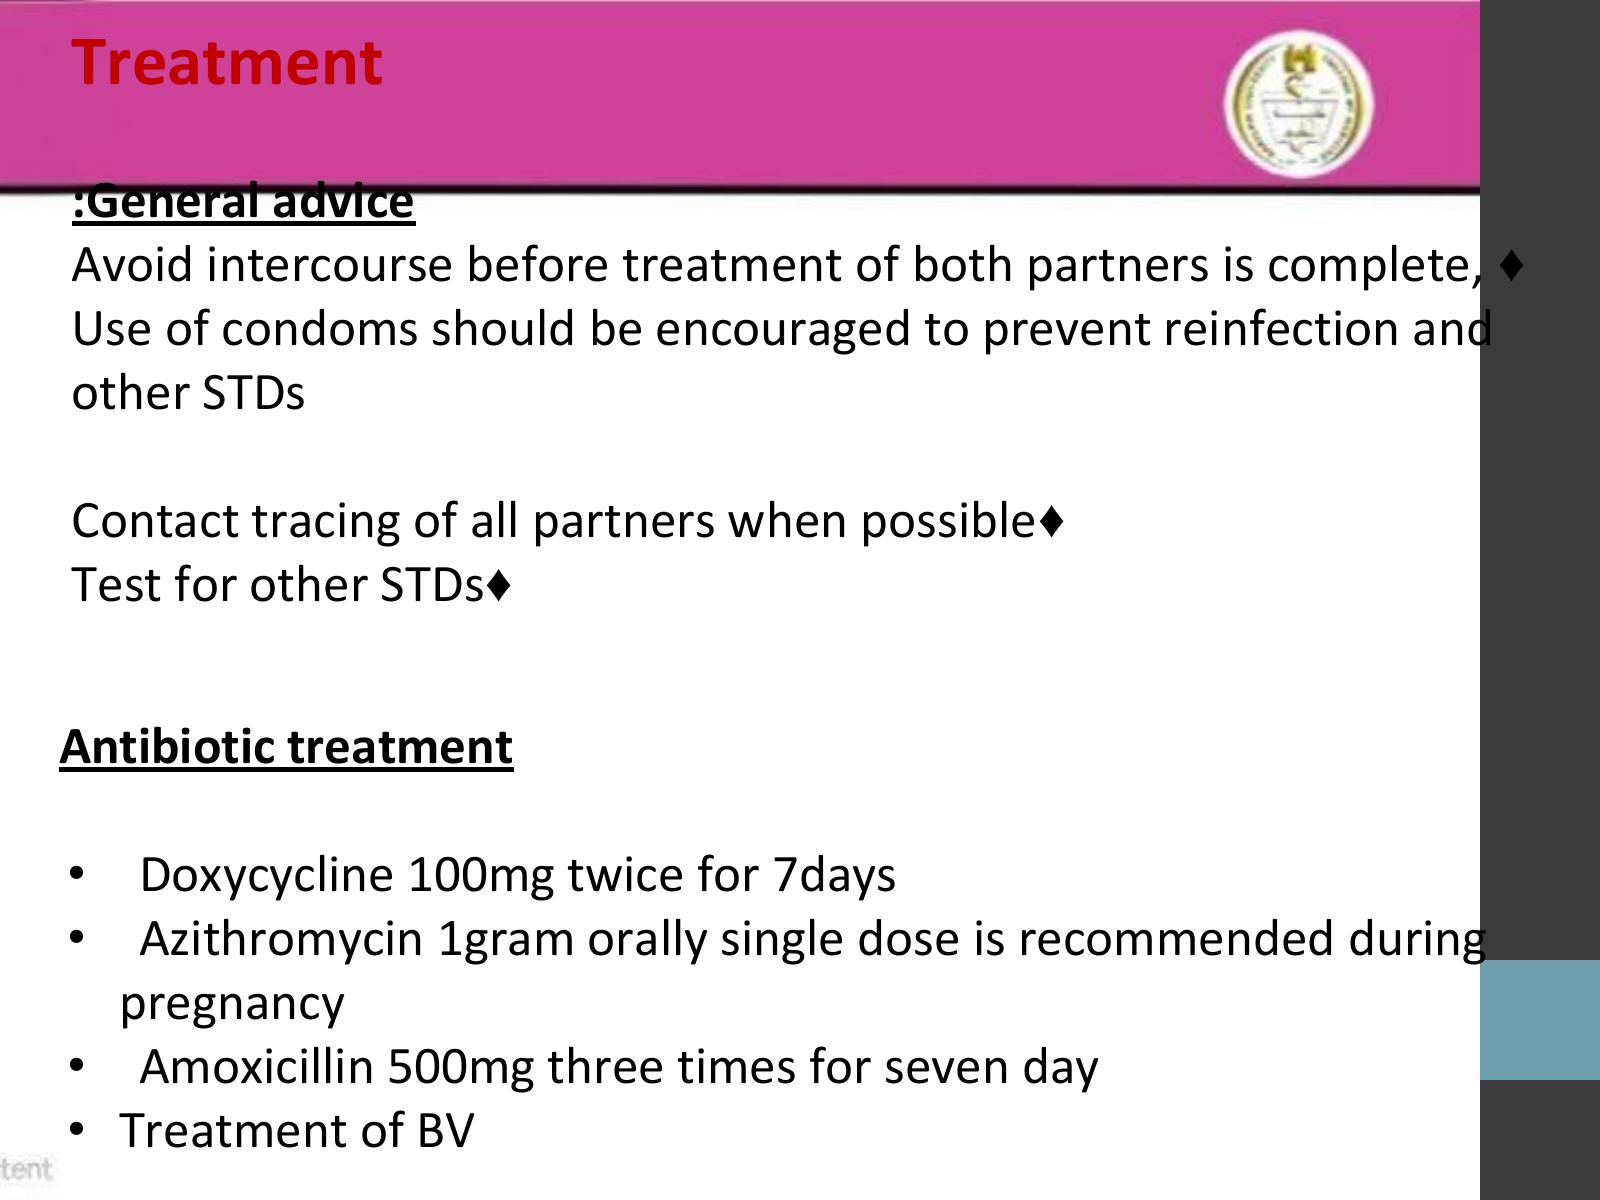 Treatment
:General advice
Avoid intercourse before treatment of both partners is complete, ♦
Use of condoms should be encouraged to prevent reinfection and
other STDs
Contact tracing of all partners when possible♦
Test for other STDs♦
Antibiotic treatment
• Doxycycline 100mg twice for 7days
• Azithromycin 1gram orally single dose is recommended during
pregnancy
• Amoxicillin 500mg three times for seven day
• Treatment of BV
tent